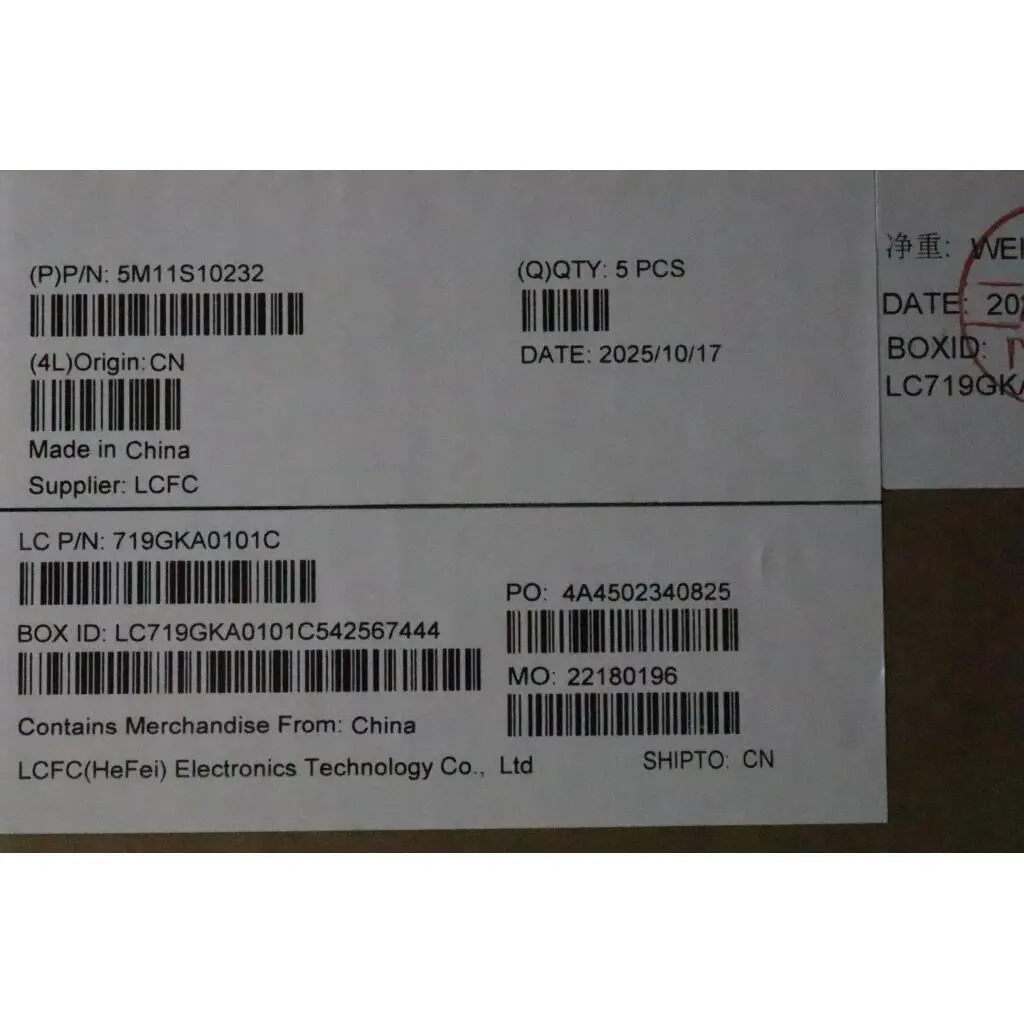 (P)P/N: 5M11S10232
(Q)QTY: 5 PCS
(4L)Origin: CN
DATE: 2025/10/17
Made in China
Supplier: LCFC
LC P/N: 719GKA0101C
PO: 4A4502340825
BOX ID: LC719GKA0101C542567444
MO: 22180196
Contains Merchandise From: China
LCFC(HeFei) Electronics Technology Co., Ltd
SHIPTO: CN
净重:
DATE:
BOXID: